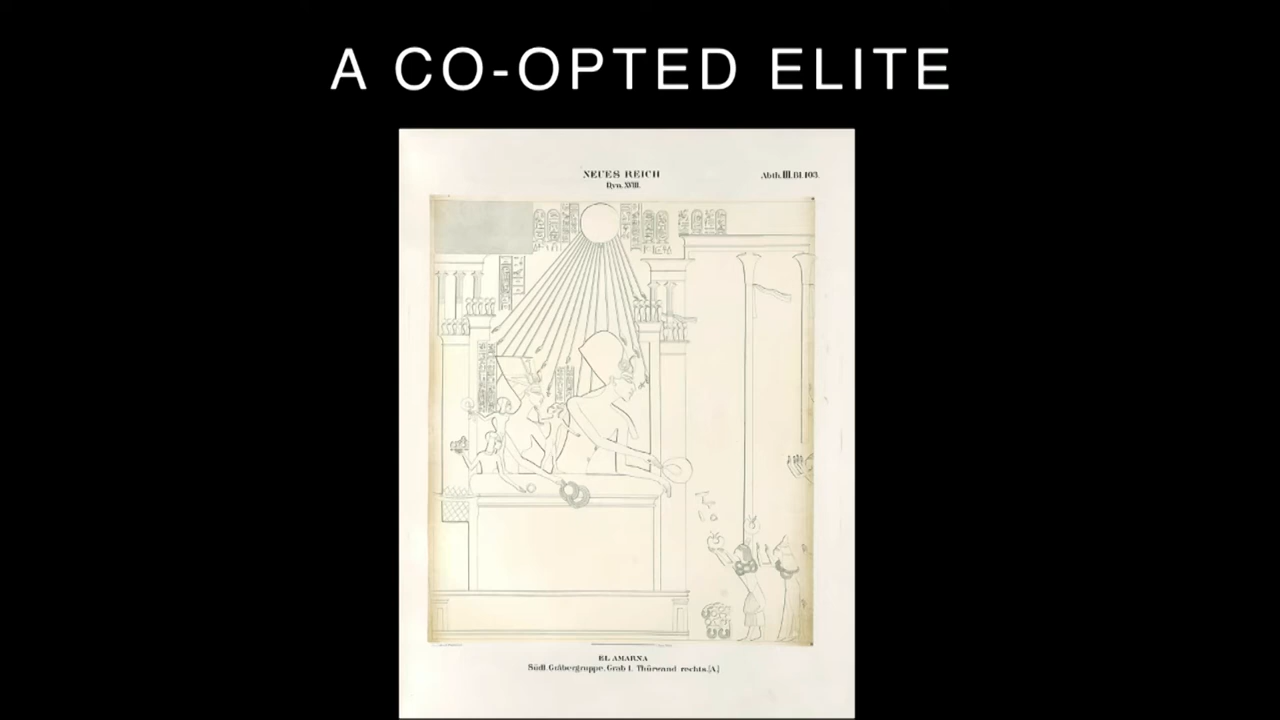 A CO-OPTED ELITE
NEUES REICH
Dyn. XVIII.
Abth. III. Bl. 103.
EL AMARNA
Südl. Gräbergruppe. Grab 1. Thürwand rechts. [A.]